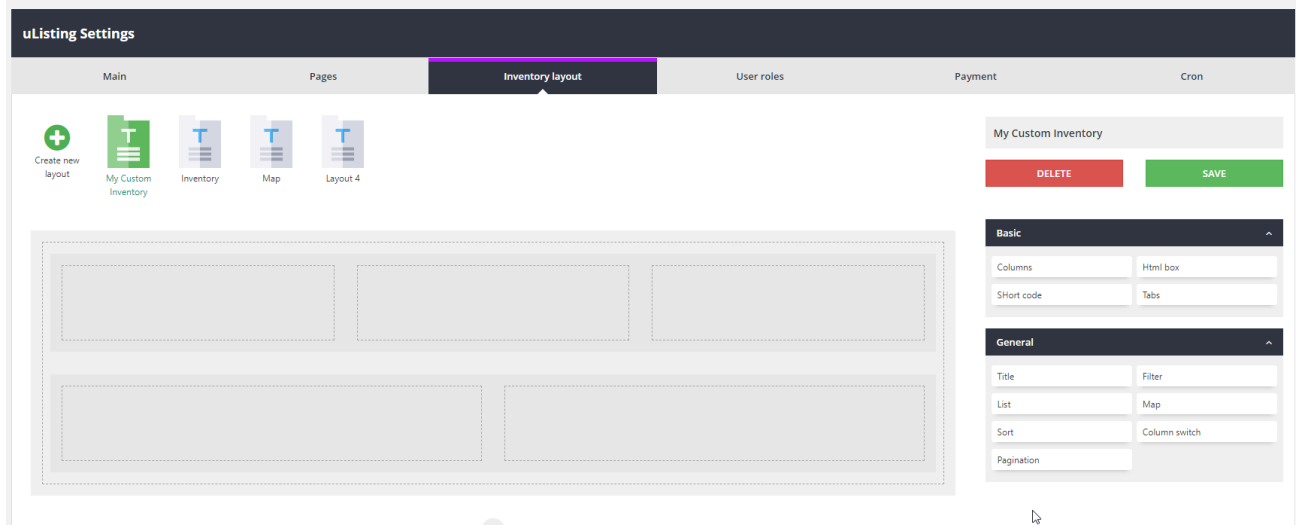 uListing Settings
Main Pages Inventory layout User roles Payment Cron
Create new
layout
My Custom
Inventory
Inventory
Map
Layout 4
My Custom Inventory
DELETE SAVE
Basic
Columns Html box
SHort code Tabs
General
Title Filter
List Map
Sort Column switch
Pagination